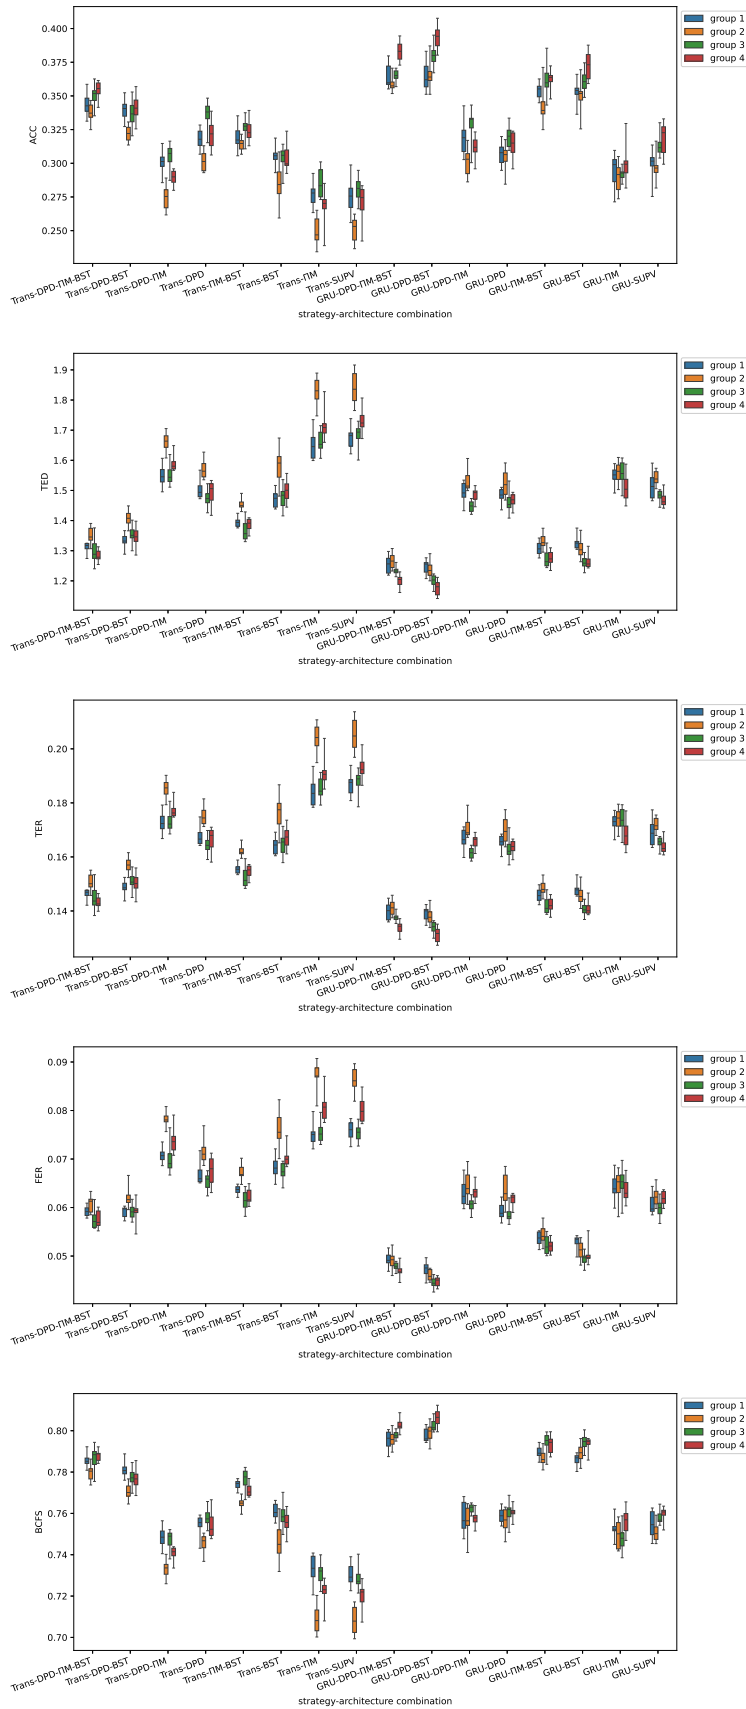 0.400
0.375
0.350
0.325
0.300
0.275
0.250
ACC
Trans-DPD-ΠM-BST
Trans-DPD-BST
Trans-DPD-ΠM
Trans-DPD
Trans-ΠM-BST
Trans-BST
Trans-ΠM
Trans-SUPV
GRU-DPD-ΠM-BST
GRU-DPD-BST
GRU-DPD-ΠM
GRU-DPD
GRU-ΠM-BST
GRU-BST
GRU-ΠM
GRU-SUPV
strategy-architecture combination
group 1
group 2
group 3
group 4
1.9
1.8
1.7
1.6
1.5
1.4
1.3
1.2
TED
Trans-DPD-ΠM-BST
Trans-DPD-BST
Trans-DPD-ΠM
Trans-DPD
Trans-ΠM-BST
Trans-BST
Trans-ΠM
Trans-SUPV
GRU-DPD-ΠM-BST
GRU-DPD-BST
GRU-DPD-ΠM
GRU-DPD
GRU-ΠM-BST
GRU-BST
GRU-ΠM
GRU-SUPV
strategy-architecture combination
group 1
group 2
group 3
group 4
0.20
0.18
0.16
0.14
TER
Trans-DPD-ΠM-BST
Trans-DPD-BST
Trans-DPD-ΠM
Trans-DPD
Trans-ΠM-BST
Trans-BST
Trans-ΠM
Trans-SUPV
GRU-DPD-ΠM-BST
GRU-DPD-BST
GRU-DPD-ΠM
GRU-DPD
GRU-ΠM-BST
GRU-BST
GRU-ΠM
GRU-SUPV
strategy-architecture combination
group 1
group 2
group 3
group 4
0.09
0.08
0.07
0.06
0.05
FER
Trans-DPD-ΠM-BST
Trans-DPD-BST
Trans-DPD-ΠM
Trans-DPD
Trans-ΠM-BST
Trans-BST
Trans-ΠM
Trans-SUPV
GRU-DPD-ΠM-BST
GRU-DPD-BST
GRU-DPD-ΠM
GRU-DPD
GRU-ΠM-BST
GRU-BST
GRU-ΠM
GRU-SUPV
strategy-architecture combination
group 1
group 2
group 3
group 4
0.80
0.78
0.76
0.74
0.72
0.70
BCFS
Trans-DPD-ΠM-BST
Trans-DPD-BST
Trans-DPD-ΠM
Trans-DPD
Trans-ΠM-BST
Trans-BST
Trans-ΠM
Trans-SUPV
GRU-DPD-ΠM-BST
GRU-DPD-BST
GRU-DPD-ΠM
GRU-DPD
GRU-ΠM-BST
GRU-BST
GRU-ΠM
GRU-SUPV
strategy-architecture combination
group 1
group 2
group 3
group 4